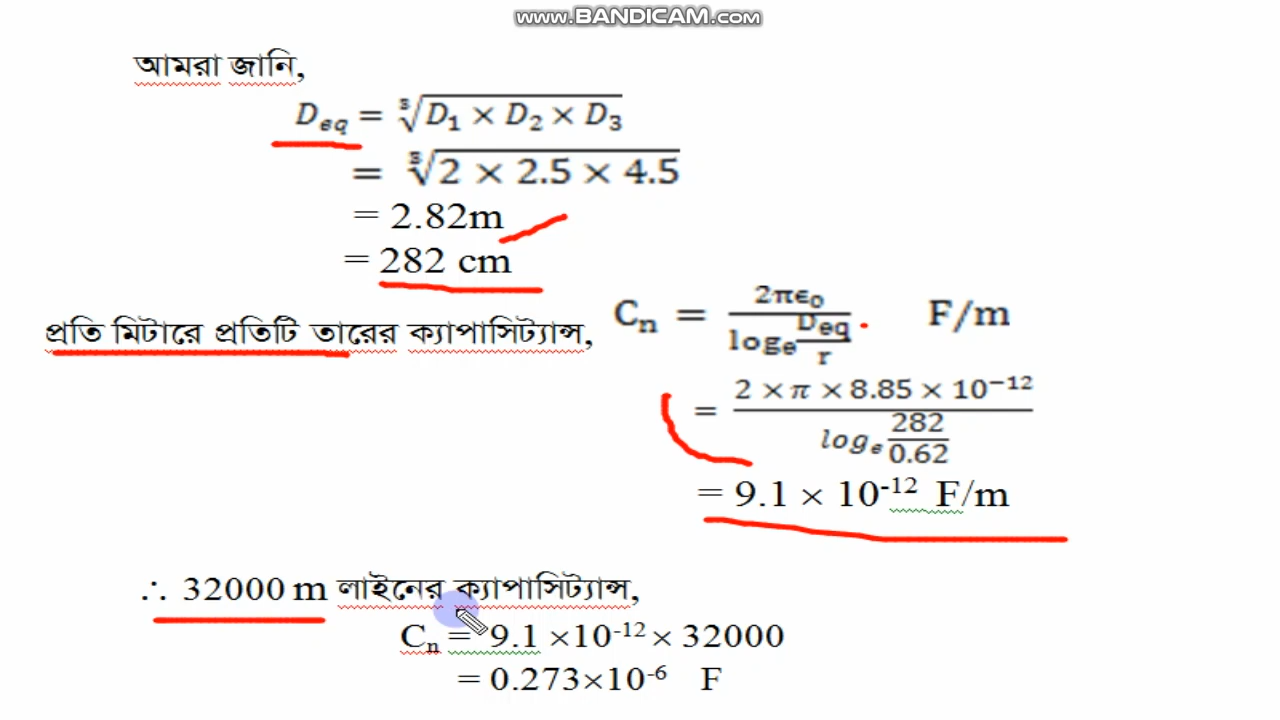 www.BANDICAM.com
আমরা জানি,
D_eq = ∛(D₁ × D₂ × D₃)
= ∛(2 × 2.5 × 4.5)
= 2.82m
= 282 cm
প্রতি মিটারে প্রতিটি তারের ক্যাপাসিট্যান্স, Cₙ = 2πϵ₀ / (logₑ D_eq/r) F/m
= (2 × π × 8.85 × 10⁻¹²) / (logₑ 282/0.62)
= 9.1 × 10⁻¹² F/m
∴ 32000 m লাইনের ক্যাপাসিট্যান্স,
Cₙ = 9.1 ×10⁻¹² × 32000
= 0.273×10⁻⁶ F